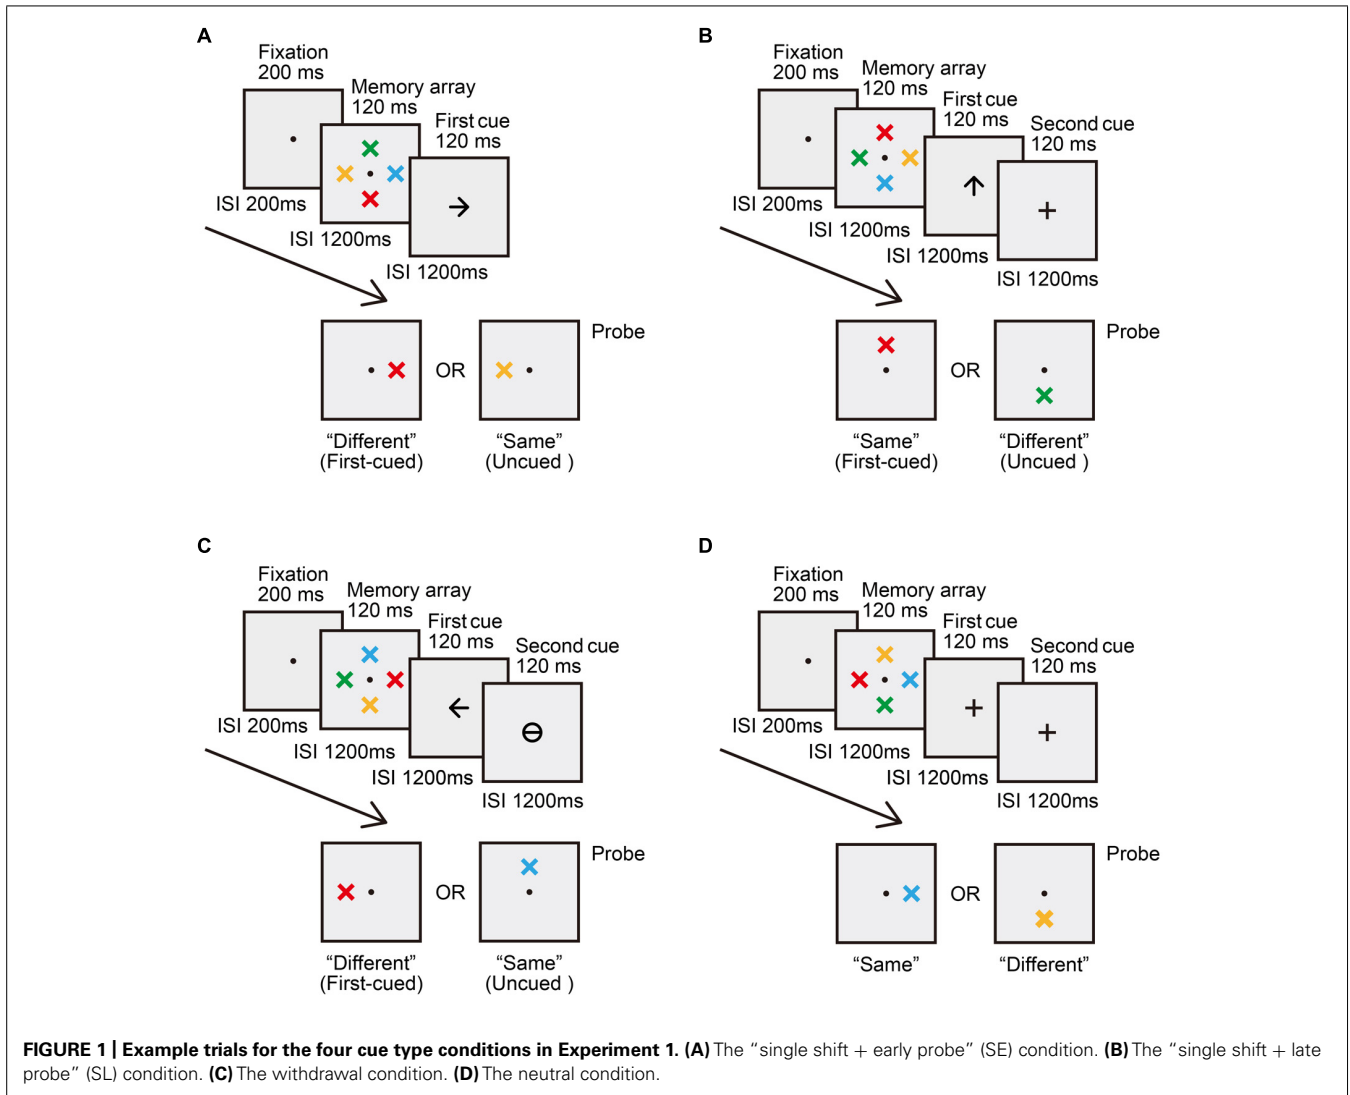 A
Fixation
200 ms
Memory array
120 ms
First cue
120 ms
ISI 200ms
ISI 1200ms
ISI 1200ms
OR
Probe
“Different”
(First-cued)
“Same”
(Uncued )
B
Fixation
200 ms
Memory array
120 ms
First cue
120 ms
Second cue
120 ms
ISI 200ms
ISI 1200ms
ISI 1200ms
ISI 1200ms
OR
Probe
“Same”
(First-cued)
“Different”
(Uncued )
C
Fixation
200 ms
Memory array
120 ms
First cue
120 ms
Second cue
120 ms
ISI 200ms
ISI 1200ms
ISI 1200ms
ISI 1200ms
OR
Probe
“Different”
(First-cued)
“Same”
(Uncued )
D
Fixation
200 ms
Memory array
120 ms
First cue
120 ms
Second cue
120 ms
ISI 200ms
ISI 1200ms
ISI 1200ms
ISI 1200ms
OR
Probe
“Same”
“Different”
FIGURE 1 | Example trials for the four cue type conditions in Experiment 1. (A) The “single shift + early probe” (SE) condition. (B) The “single shift + late
probe” (SL) condition. (C) The withdrawal condition. (D) The neutral condition.